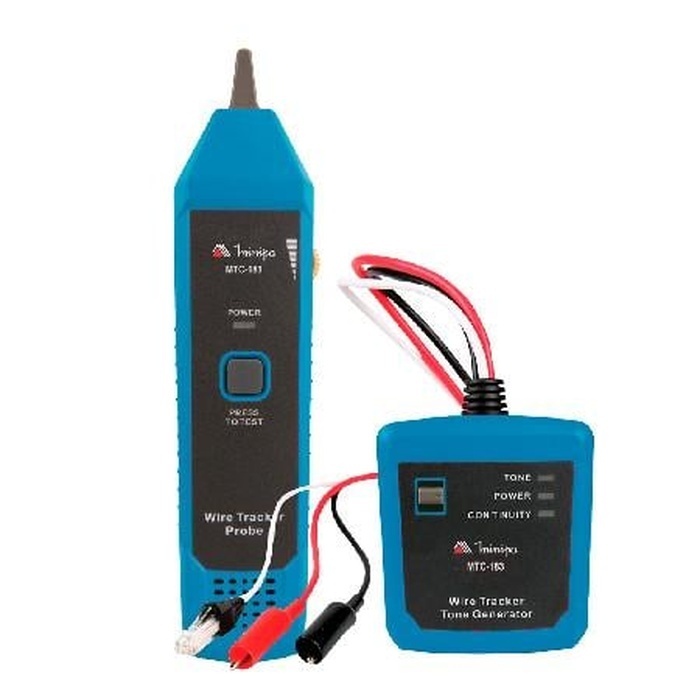 Minipa
MTC-183
POWER
PRESS
TO TEST
Wire Tracker
Probe
TONE
POWER
CONTINUITY
Minipa
MTC-183
Wire Tracker
Tone Generator